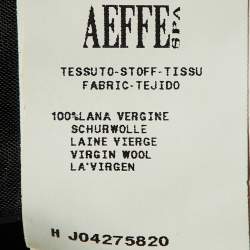 AEFFE SPA
TESSUTO-STOFF-TISSU
FABRIC-TEJIDO
100%LANA VERGINE
SCHURWOLLE
LAINE VIERGE
VIRGIN WOOL
LA'VIRGEN
H J04275820